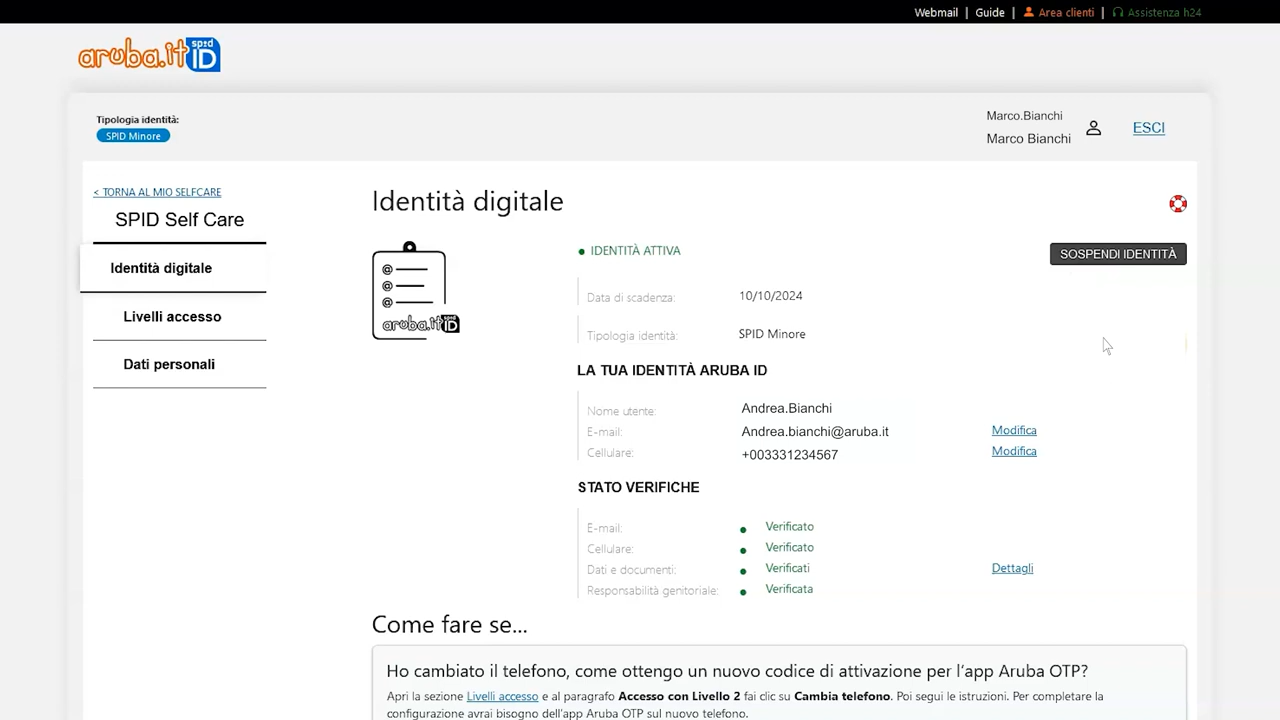 Webmail | Guide | Area clienti | Assistenza h24
aruba.it spid ID
Tipologia identità:
SPID Minore
Marco.Bianchi
Marco Bianchi
ESCI
< TORNA AL MIO SELFCARE
SPID Self Care
Identità digitale
Livelli accesso
Dati personali
Identità digitale
aruba.it spid ID
IDENTITÀ ATTIVA
SOSPENDI IDENTITÀ
Data di scadenza: 10/10/2024
Tipologia identità: SPID Minore
LA TUA IDENTITÀ ARUBA ID
Nome utente: Andrea.Bianchi
E-mail: Andrea.bianchi@aruba.it Modifica
Cellulare: +003331234567 Modifica
STATO VERIFICHE
E-mail: Verificato
Cellulare: Verificato
Dati e documenti: Verificati Dettagli
Responsabilità genitoriale: Verificata
Come fare se...
Ho cambiato il telefono, come ottengo un nuovo codice di attivazione per l'app Aruba OTP?
Apri la sezione Livelli accesso e al paragrafo Accesso con Livello 2 fai clic su Cambia telefono. Poi segui le istruzioni. Per completare la
configurazione avrai bisogno dell'app Aruba OTP sul nuovo telefono.